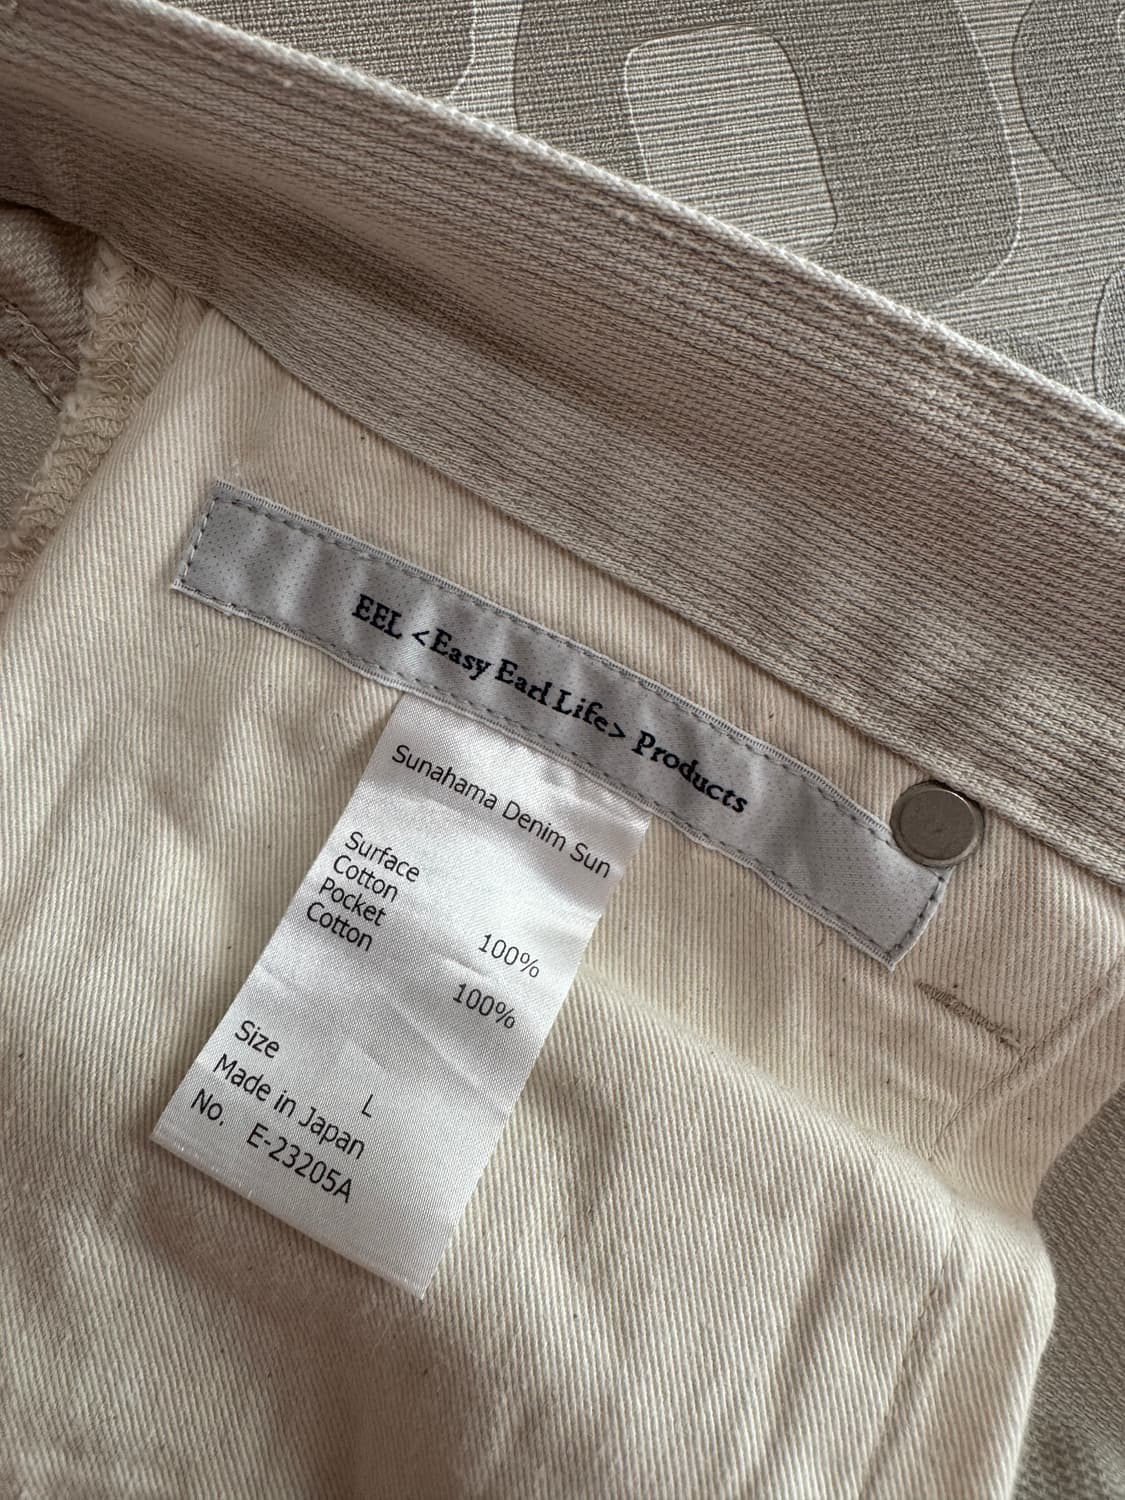 EEL <Easy Earl Life> Products
Sunahama Denim Sun
Surface
Cotton 100%
Pocket
Cotton 100%
Size L
Made in Japan
No. E-23205A